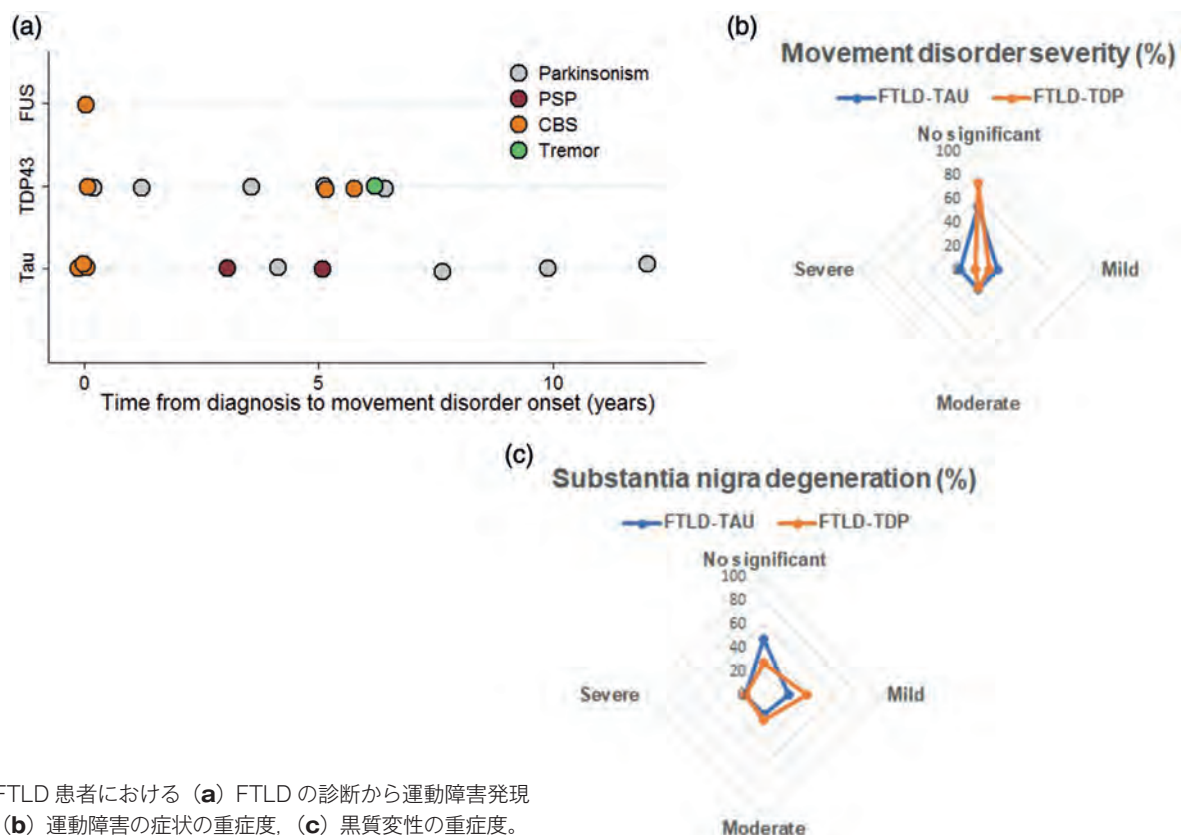 (a)
FUS
TDP43
Tau
Parkinsonism
PSP
CBS
Tremor
0
5
10
Time from diagnosis to movement disorder onset (years)
(b)
Movement disorder severity (%)
FTLD-TAU
FTLD-TDP
No significant
100
80
60
40
20
Severe
Mild
Moderate
(c)
Substantia nigra degeneration (%)
FTLD-TAU
FTLD-TDP
No significant
100
80
60
40
20
Severe
Mild
Moderate
FTLD 患者における (a) FTLD の診断から運動障害発現
(b) 運動障害の症状の重症度, (c) 黒質変性の重症度。